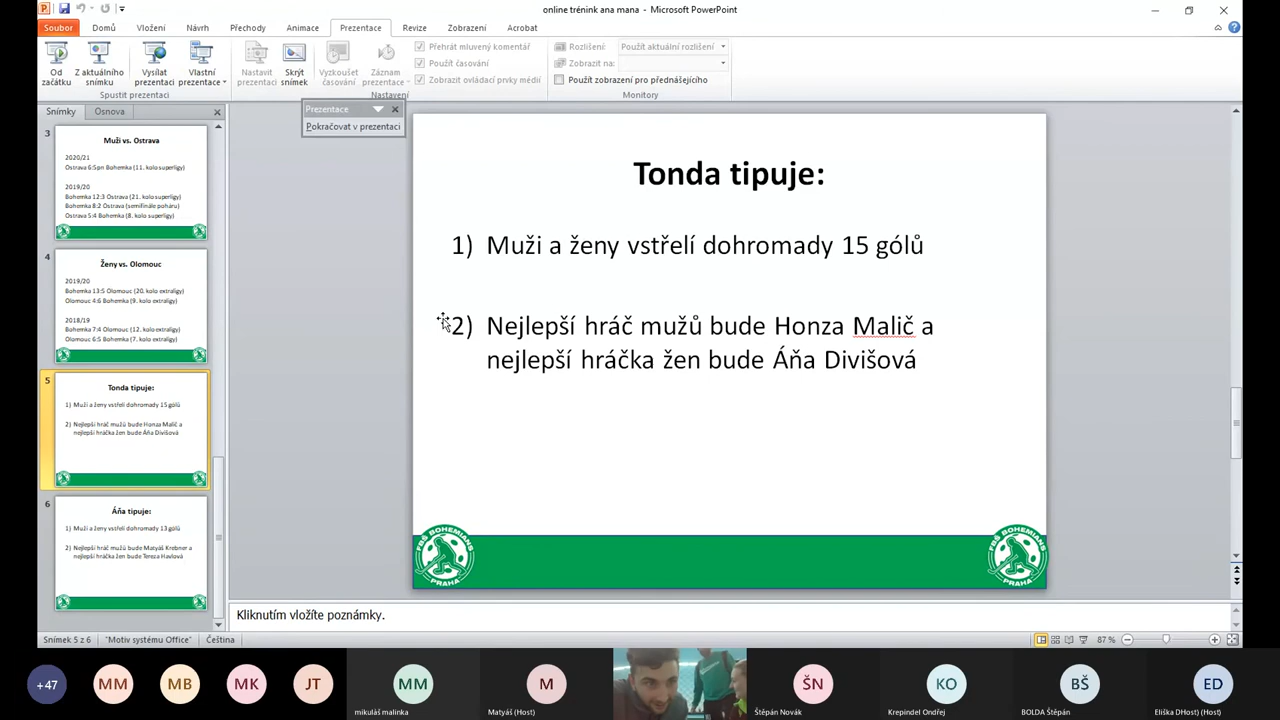 online trénink ana mana - Microsoft PowerPoint
Soubor
Domů
Vložení
Návrh
Přechody
Animace
Prezentace
Revize
Zobrazení
Acrobat
Od začátku
Z aktuálního snímku
Vysílat prezentaci
Vlastní prezentace
Nastavit prezentaci
Skrýt snímek
Vyzkoušet časování
Záznam prezentace
Přehrát mluvený komentář
Použít časování
Zobrazit ovládací prvky médií
Rozlišení:
Použít aktuální rozlišení
Zobrazit na:
Použít zobrazení pro přednášejícího
Spustit prezentaci
Nastavení
Monitory
Snímky
Osnova
Prezentace
Pokračovat v prezentaci
3
Muži vs. Ostrava
2020/21
Ostrava 6:5pn Bohemka (11. kolo superligy)
2019/20
Bohemka 12:3 Ostrava (21. kolo superligy)
Bohemka 8:2 Ostrava (semifinále poháru)
Ostrava 5:4 Bohemka (8. kolo superligy)
4
Ženy vs. Olomouc
2019/20
Bohemka 13:5 Olomouc (20. kolo extraligy)
Olomouc 4:6 Bohemka (9. kolo extraligy)
2018/19
Bohemka 7:4 Olomouc (12. kolo extraligy)
Olomouc 6:5 Bohemka (7. kolo extraligy)
5
Tonda tipuje:
1) Muži a ženy vstřelí dohromady 15 gólů
2) Nejlepší hráč mužů bude Honza Malič a
nejlepší hráčka žen bude Áňa Divišová
6
Áňa tipuje:
1) Muži a ženy vstřelí dohromady 13 gólů
2) Nejlepší hráč mužů bude Matyáš Krebner a
nejlepší hráčka žen bude Tereza Havlová
Tonda tipuje:
1) Muži a ženy vstřelí dohromady 15 gólů
2) Nejlepší hráč mužů bude Honza Malič a
nejlepší hráčka žen bude Áňa Divišová
FBŠ BOHEMIANS
PRAHA
FBŠ BOHEMIANS
PRAHA
Kliknutím vložíte poznámky.
Snímek 5 z 6
"Motiv systému Office"
Čeština
87 %
+47
MM
MB
MK
JT
MM
mikuláš malinka
M
Matyáš (Host)
ŠN
Štěpán Novák
KO
Krepindel Ondřej
BŠ
BOLDA Štěpán
ED
Eliška DHost) (Host)